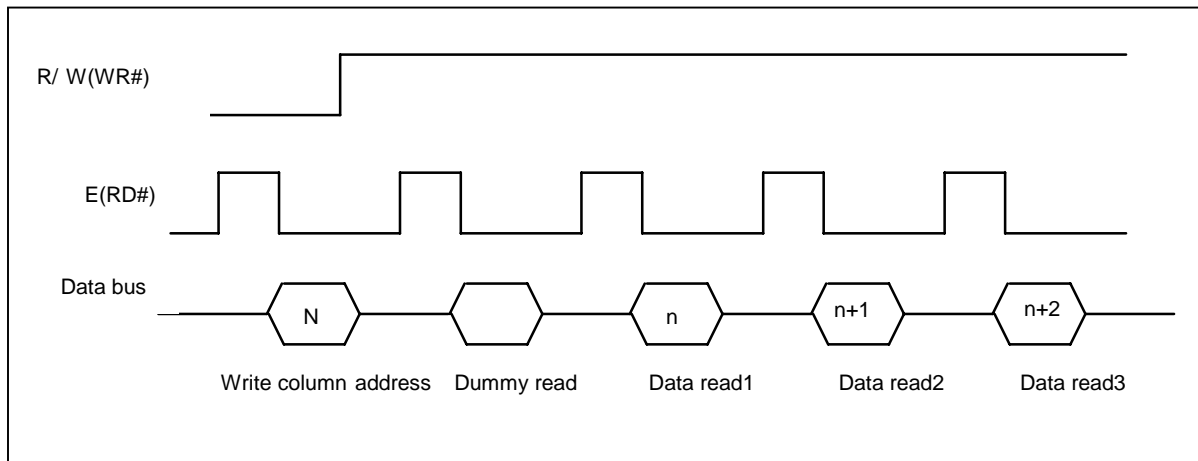 R/ W(WR#)
E(RD#)
Data bus
N
n
n+1
n+2
Write column address
Dummy read
Data read1
Data read2
Data read3